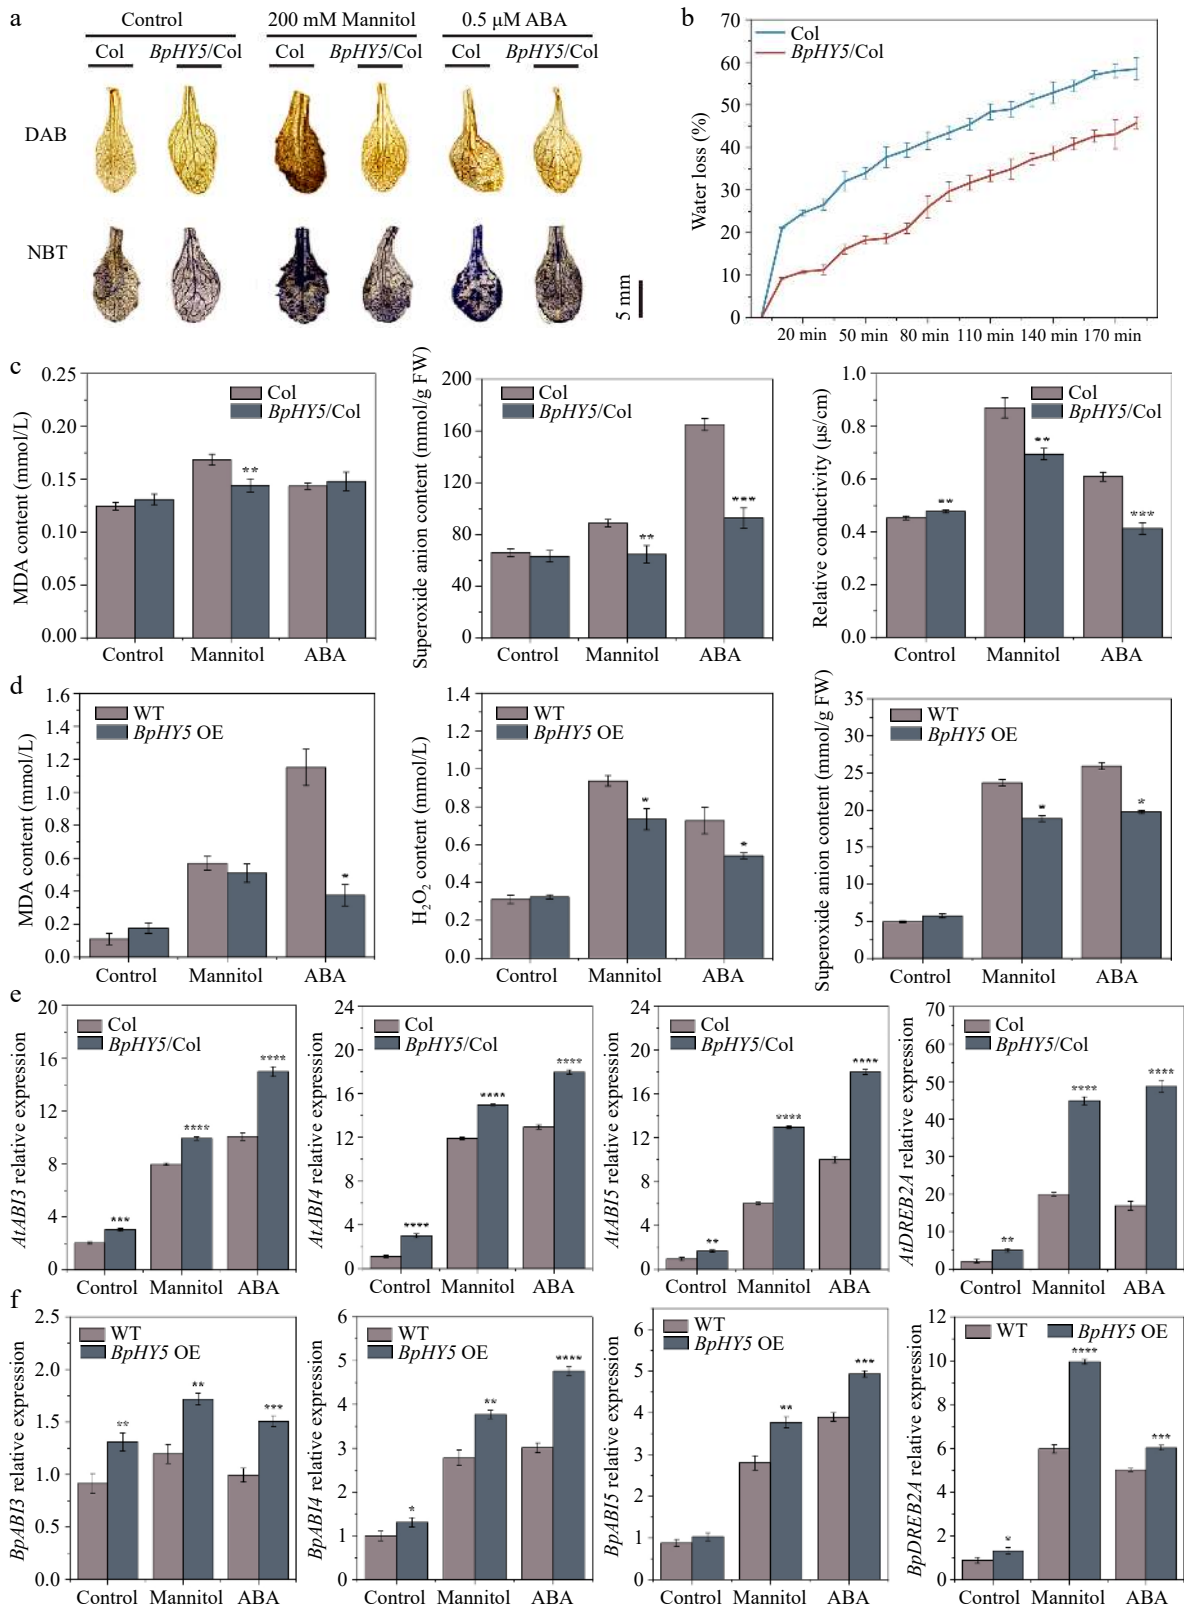 a
Control
200 mM Mannitol
0.5 μM ABA
Col
BpHY5/Col
Col
BpHY5/Col
Col
BpHY5/Col
DAB
NBT
5 mm
b
Col
BpHY5/Col
Water loss (%)
70
60
50
40
30
20
10
0
20 min
50 min
80 min
110 min
140 min
170 min
c
MDA content (mmol/L)
0.25
0.20
0.15
0.10
0.05
0.00
Col
BpHY5/Col
**
Control
Mannitol
ABA
Superoxide anion content (mmol/g FW)
200
160
120
80
40
0
Col
BpHY5/Col
**
***
Control
Mannitol
ABA
Relative conductivity (μs/cm)
1.0
0.8
0.6
0.4
0.2
0.0
Col
BpHY5/Col
**
**
***
Control
Mannitol
ABA
d
MDA content (mmol/L)
1.6
1.4
1.2
1.0
0.8
0.6
0.4
0.2
0.0
WT
BpHY5 OE
*
Control
Mannitol
ABA
H2O2 content (mmol/L)
1.4
1.2
1.0
0.8
0.6
0.4
0.2
0.0
WT
BpHY5 OE
*
*
Control
Mannitol
ABA
Superoxide anion content (mmol/g FW)
35
30
25
20
15
10
5
0
WT
BpHY5 OE
*
*
Control
Mannitol
ABA
e
AtABI3 relative expression
20
16
12
8
4
0
Col
BpHY5/Col
***
****
****
Control
Mannitol
ABA
AtABI4 relative expression
24
18
12
6
0
Col
BpHY5/Col
****
****
****
Control
Mannitol
ABA
AtABI5 relative expression
24
18
12
6
0
Col
BpHY5/Col
**
****
****
Control
Mannitol
ABA
AtDREB2A relative expression
70
60
50
40
30
20
10
0
Col
BpHY5/Col
**
****
****
Control
Mannitol
ABA
f
BpABI3 relative expression
2.5
2.0
1.5
1.0
0.5
0.0
WT
BpHY5 OE
**
**
***
Control
Mannitol
ABA
BpABI4 relative expression
6
5
4
3
2
1
0
WT
BpHY5 OE
*
**
****
Control
Mannitol
ABA
BpABI5 relative expression
6
5
4
3
2
1
0
WT
BpHY5 OE
**
***
Control
Mannitol
ABA
BpDREB2A relative expression
12
10
8
6
4
2
0
WT
BpHY5 OE
*
****
***
Control
Mannitol
ABA